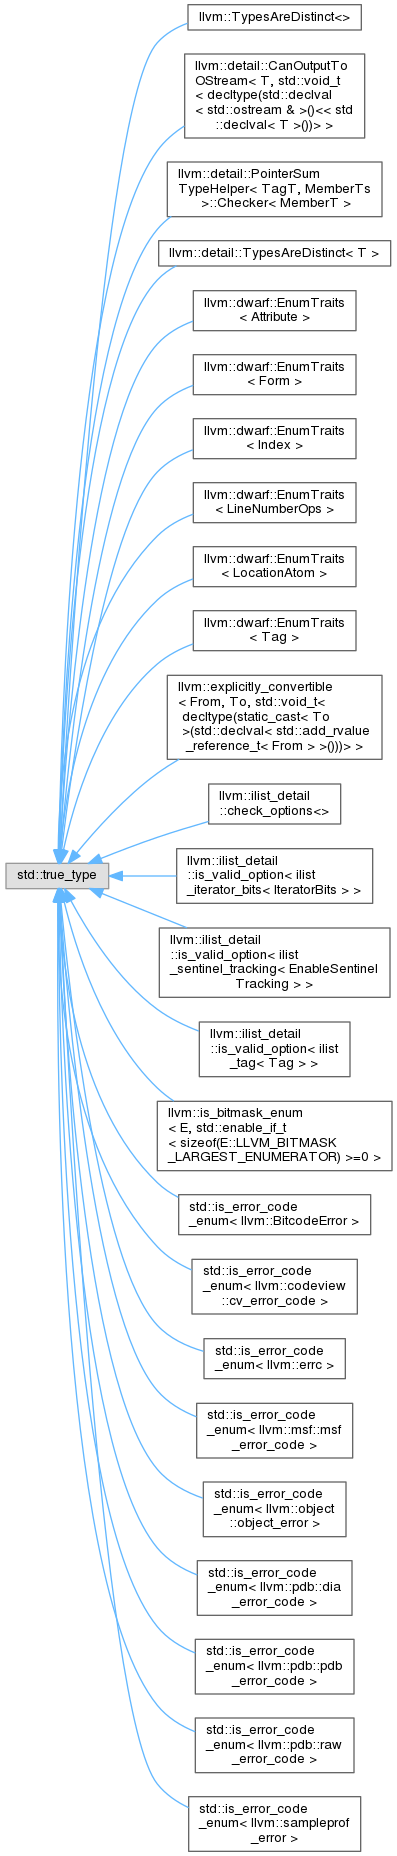 llvm::TypesAreDistinct<>
llvm::detail::CanOutputTo
OStream< T, std::void_t
< decltype(std::declval
< std::ostream & >()<< std
::declval< T >())> >
llvm::detail::PointerSum
TypeHelper< TagT, MemberTs
>::Checker< MemberT >
llvm::detail::TypesAreDistinct< T >
llvm::dwarf::EnumTraits
< Attribute >
llvm::dwarf::EnumTraits
< Form >
llvm::dwarf::EnumTraits
< Index >
llvm::dwarf::EnumTraits
< LineNumberOps >
llvm::dwarf::EnumTraits
< LocationAtom >
llvm::dwarf::EnumTraits
< Tag >
llvm::explicitly_convertible
< From, To, std::void_t<
decltype(static_cast< To
>(std::declval< std::add_rvalue
_reference_t< From > >()))> >
llvm::ilist_detail
::check_options<>
std::true_type
llvm::ilist_detail
::is_valid_option< ilist
_iterator_bits< IteratorBits > >
llvm::ilist_detail
::is_valid_option< ilist
_sentinel_tracking< EnableSentinel
Tracking > >
llvm::ilist_detail
::is_valid_option< ilist
_tag< Tag > >
llvm::is_bitmask_enum
< E, std::enable_if_t
< sizeof(E::LLVM_BITMASK
_LARGEST_ENUMERATOR) >=0 >
std::is_error_code
_enum< llvm::BitcodeError >
std::is_error_code
_enum< llvm::codeview
::cv_error_code >
std::is_error_code
_enum< llvm::errc >
std::is_error_code
_enum< llvm::msf::msf
_error_code >
std::is_error_code
_enum< llvm::object
::object_error >
std::is_error_code
_enum< llvm::pdb::dia
_error_code >
std::is_error_code
_enum< llvm::pdb::pdb
_error_code >
std::is_error_code
_enum< llvm::pdb::raw
_error_code >
std::is_error_code
_enum< llvm::sampleprof
_error >